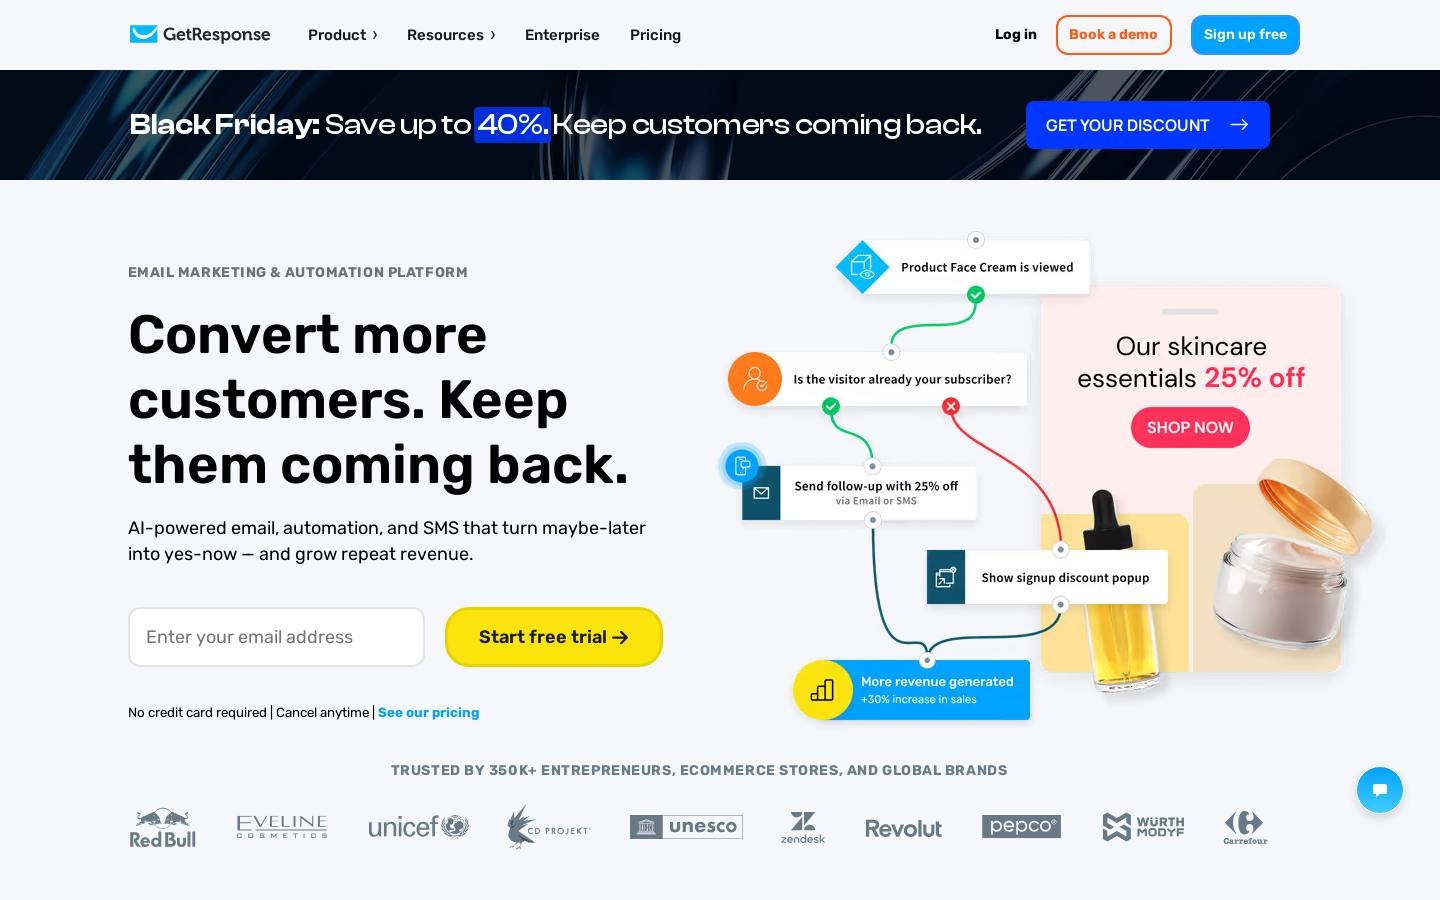 GetResponse
Product
Resources
Enterprise
Pricing
Log in
Book a demo
Sign up free
Black Friday: Save up to 40%. Keep customers coming back.
GET YOUR DISCOUNT
EMAIL MARKETING & AUTOMATION PLATFORM
Convert more
customers. Keep
them coming back.
AI-powered email, automation, and SMS that turn maybe-later
into yes-now — and grow repeat revenue.
Enter your email address
Start free trial →
No credit card required | Cancel anytime | See our pricing
Product Face Cream is viewed
Is the visitor already your subscriber?
Send follow-up with 25% off
via Email or SMS
Show signup discount popup
More revenue generated
+30% increase in sales
Our skincare
essentials 25% off
SHOP NOW
TRUSTED BY 350K+ ENTREPRENEURS, ECOMMERCE STORES, AND GLOBAL BRANDS
Red Bull
EVELINE
COSMETICS
unicef
CD PROJEKT
unesco
zendesk
Revolut
pepco
WÜRTH
MODYF
Carrefour